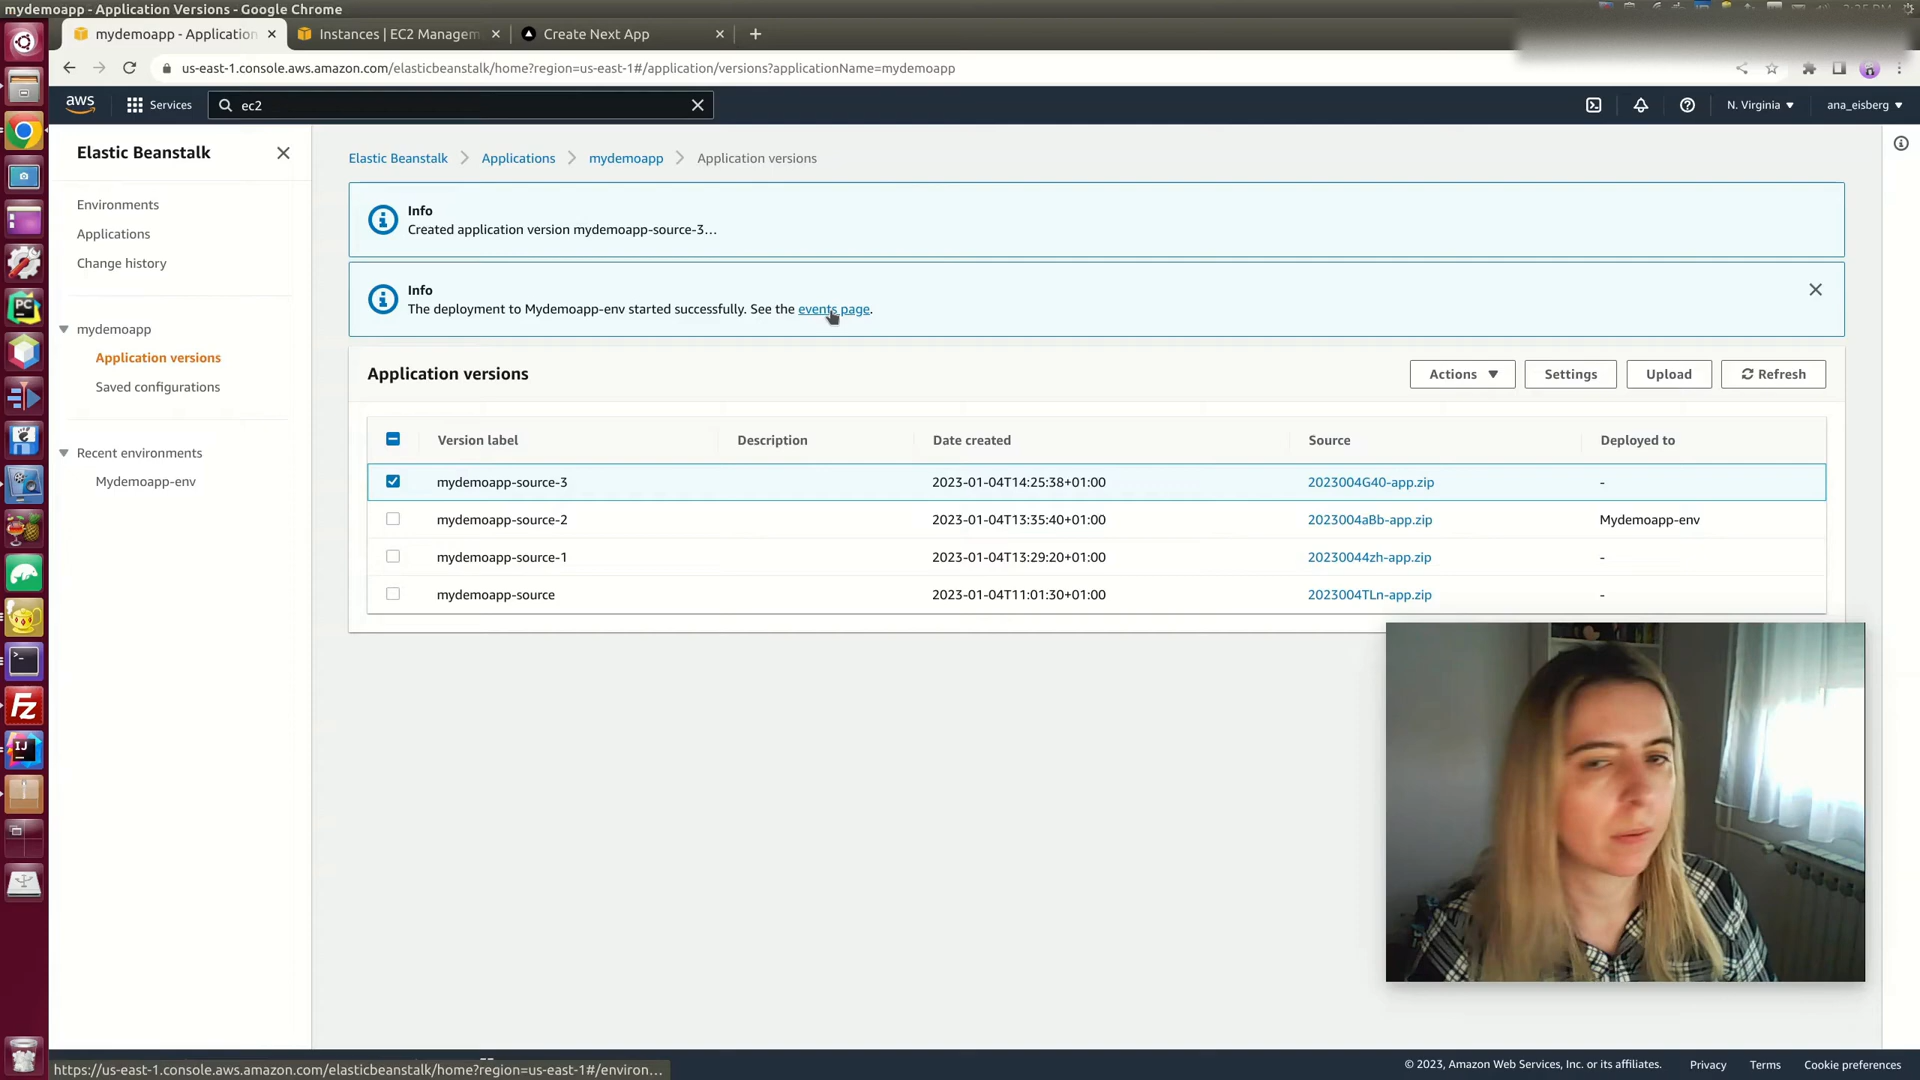 mydemoapp - Application Versions - Google Chrome
mydemoapp - Application
Instances | EC2 Managem
Create Next App
us-east-1.console.aws.amazon.com/elasticbeanstalk/home?region=us-east-1#/application/versions?applicationName=mydemoapp
aws
Services
ec2
N. Virginia
ana_eisberg
Elastic Beanstalk
Environments
Applications
Change history
mydemoapp
Application versions
Saved configurations
Recent environments
Mydemoapp-env
Elastic Beanstalk
Applications
mydemoapp
Application versions
Info
Created application version mydemoapp-source-3…
Info
The deployment to Mydemoapp-env started successfully. See the events page.
Application versions
Actions
Settings
Upload
Refresh
Version label Description Date created Source Deployed to
mydemoapp-source-3 2023-01-04T14:25:38+01:00 2023004G40-app.zip -
mydemoapp-source-2 2023-01-04T13:35:40+01:00 2023004aBb-app.zip Mydemoapp-env
mydemoapp-source-1 2023-01-04T13:29:20+01:00 20230044zh-app.zip -
mydemoapp-source 2023-01-04T11:01:30+01:00 2023004TLn-app.zip -
PC
Fz
IJ
https://us-east-1.console.aws.amazon.com/elasticbeanstalk/home?region=us-east-1#/environ…
© 2023, Amazon Web Services, Inc. or its affiliates.
Privacy
Terms
Cookie preferences